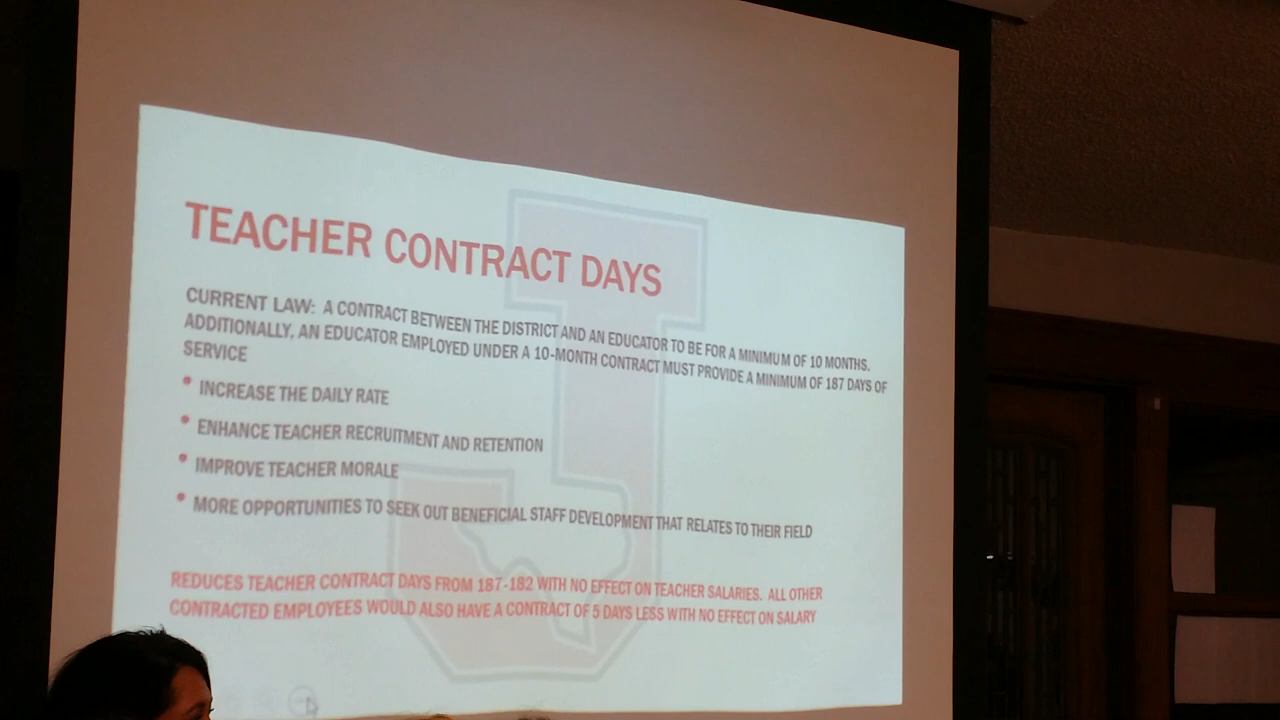 TEACHER CONTRACT DAYS
CURRENT LAW: A CONTRACT BETWEEN THE DISTRICT AND AN EDUCATOR TO BE FOR A MINIMUM OF 10 MONTHS.
ADDITIONALLY, AN EDUCATOR EMPLOYED UNDER A 10-MONTH CONTRACT MUST PROVIDE A MINIMUM OF 187 DAYS OF
SERVICE
• INCREASE THE DAILY RATE
• ENHANCE TEACHER RECRUITMENT AND RETENTION
• IMPROVE TEACHER MORALE
• MORE OPPORTUNITIES TO SEEK OUT BENEFICIAL STAFF DEVELOPMENT THAT RELATES TO THEIR FIELD
REDUCES TEACHER CONTRACT DAYS FROM 187-182 WITH NO EFFECT ON TEACHER SALARIES. ALL OTHER
CONTRACTED EMPLOYEES WOULD ALSO HAVE A CONTRACT OF 5 DAYS LESS WITH NO EFFECT ON SALARY